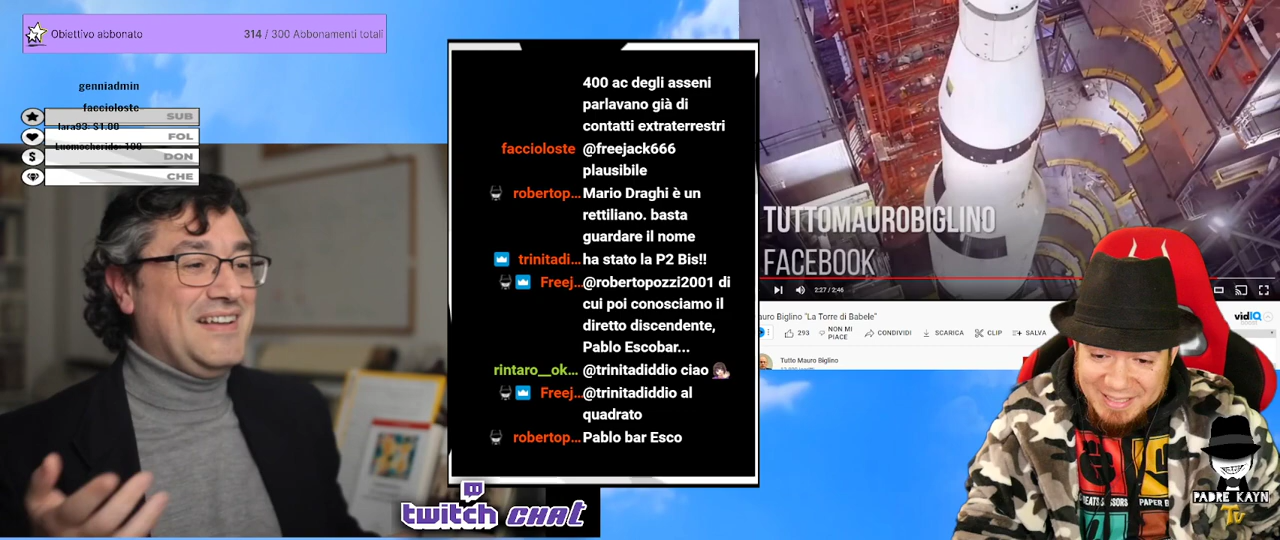 Obiettivo abbonato
314 / 300 Abbonamenti totali
genniadmin
faccioloste
SUB
lara93: $1.00
FOL
DON
CHE
400 ac degli asseni
parlavano già di
contatti extraterrestri
faccioloste @freejack666
plausibile
robertop... Mario Draghi è un
rettiliano. basta
guardare il nome
trinitadi... ha stato la P2 Bis!!
Freej... @robertopozzi2001 di
cui poi conosciamo il
diretto discendente,
Pablo Escobar...
rintaro__ok... @trinitadiddio ciao
Freej... @trinitadiddio al
quadrato
robertop... Pablo bar Esco
twitch CHAT
TUTTOMAUROBIGLINO
FACEBOOK
2:27 / 2:46
auro Biglino "La Torre di Babele"
vidIQ
293
NON MI
PIACE
CONDIVIDI
SCARICA
CLIP
SALVA
Tutto Mauro Biglino
PADRE KAYN
Tv